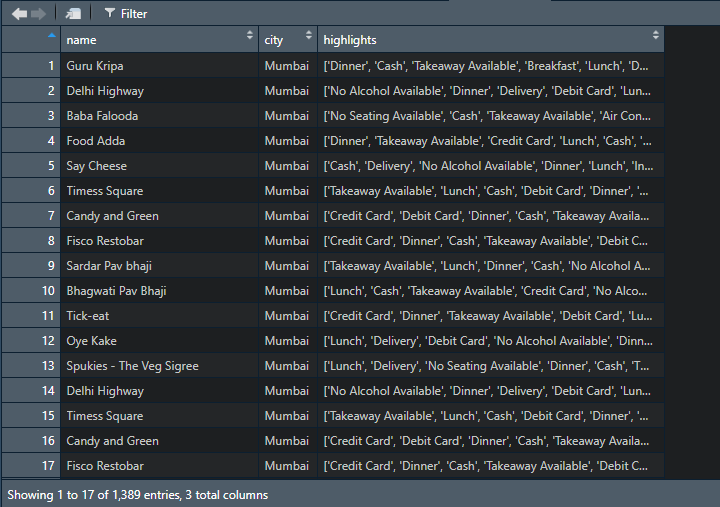 Filter
name city highlights
1 Guru Kripa Mumbai ['Dinner', 'Cash', 'Takeaway Available', 'Breakfast', 'Lunch', 'D...
2 Delhi Highway Mumbai ['No Alcohol Available', 'Dinner', 'Delivery', 'Debit Card', 'Lun...
3 Baba Falooda Mumbai ['No Seating Available', 'Cash', 'Takeaway Available', 'Air Con...
4 Food Adda Mumbai ['Dinner', 'Takeaway Available', 'Credit Card', 'Lunch', 'Cash', '...
5 Say Cheese Mumbai ['Cash', 'Delivery', 'No Alcohol Available', 'Dinner', 'Lunch', 'In...
6 Timess Square Mumbai ['Takeaway Available', 'Lunch', 'Cash', 'Debit Card', 'Dinner', '...
7 Candy and Green Mumbai ['Credit Card', 'Debit Card', 'Dinner', 'Cash', 'Takeaway Availa...
8 Fisco Restobar Mumbai ['Credit Card', 'Dinner', 'Cash', 'Takeaway Available', 'Debit C...
9 Sardar Pav bhaji Mumbai ['Takeaway Available', 'Lunch', 'Dinner', 'Cash', 'No Alcohol A...
10 Bhagwati Pav Bhaji Mumbai ['Lunch', 'Cash', 'Takeaway Available', 'Credit Card', 'No Alco...
11 Tick-eat Mumbai ['Credit Card', 'Dinner', 'Takeaway Available', 'Debit Card', 'Lu...
12 Oye Kake Mumbai ['Lunch', 'Delivery', 'Debit Card', 'No Alcohol Available', 'Dinn...
13 Spukies - The Veg Sigree Mumbai ['Lunch', 'Delivery', 'No Seating Available', 'Dinner', 'Cash', 'T...
14 Delhi Highway Mumbai ['No Alcohol Available', 'Dinner', 'Delivery', 'Debit Card', 'Lun...
15 Timess Square Mumbai ['Takeaway Available', 'Lunch', 'Cash', 'Debit Card', 'Dinner', '...
16 Candy and Green Mumbai ['Credit Card', 'Debit Card', 'Dinner', 'Cash', 'Takeaway Availa...
17 Fisco Restobar Mumbai ['Credit Card', 'Dinner', 'Cash', 'Takeaway Available', 'Debit C...
Showing 1 to 17 of 1,389 entries, 3 total columns